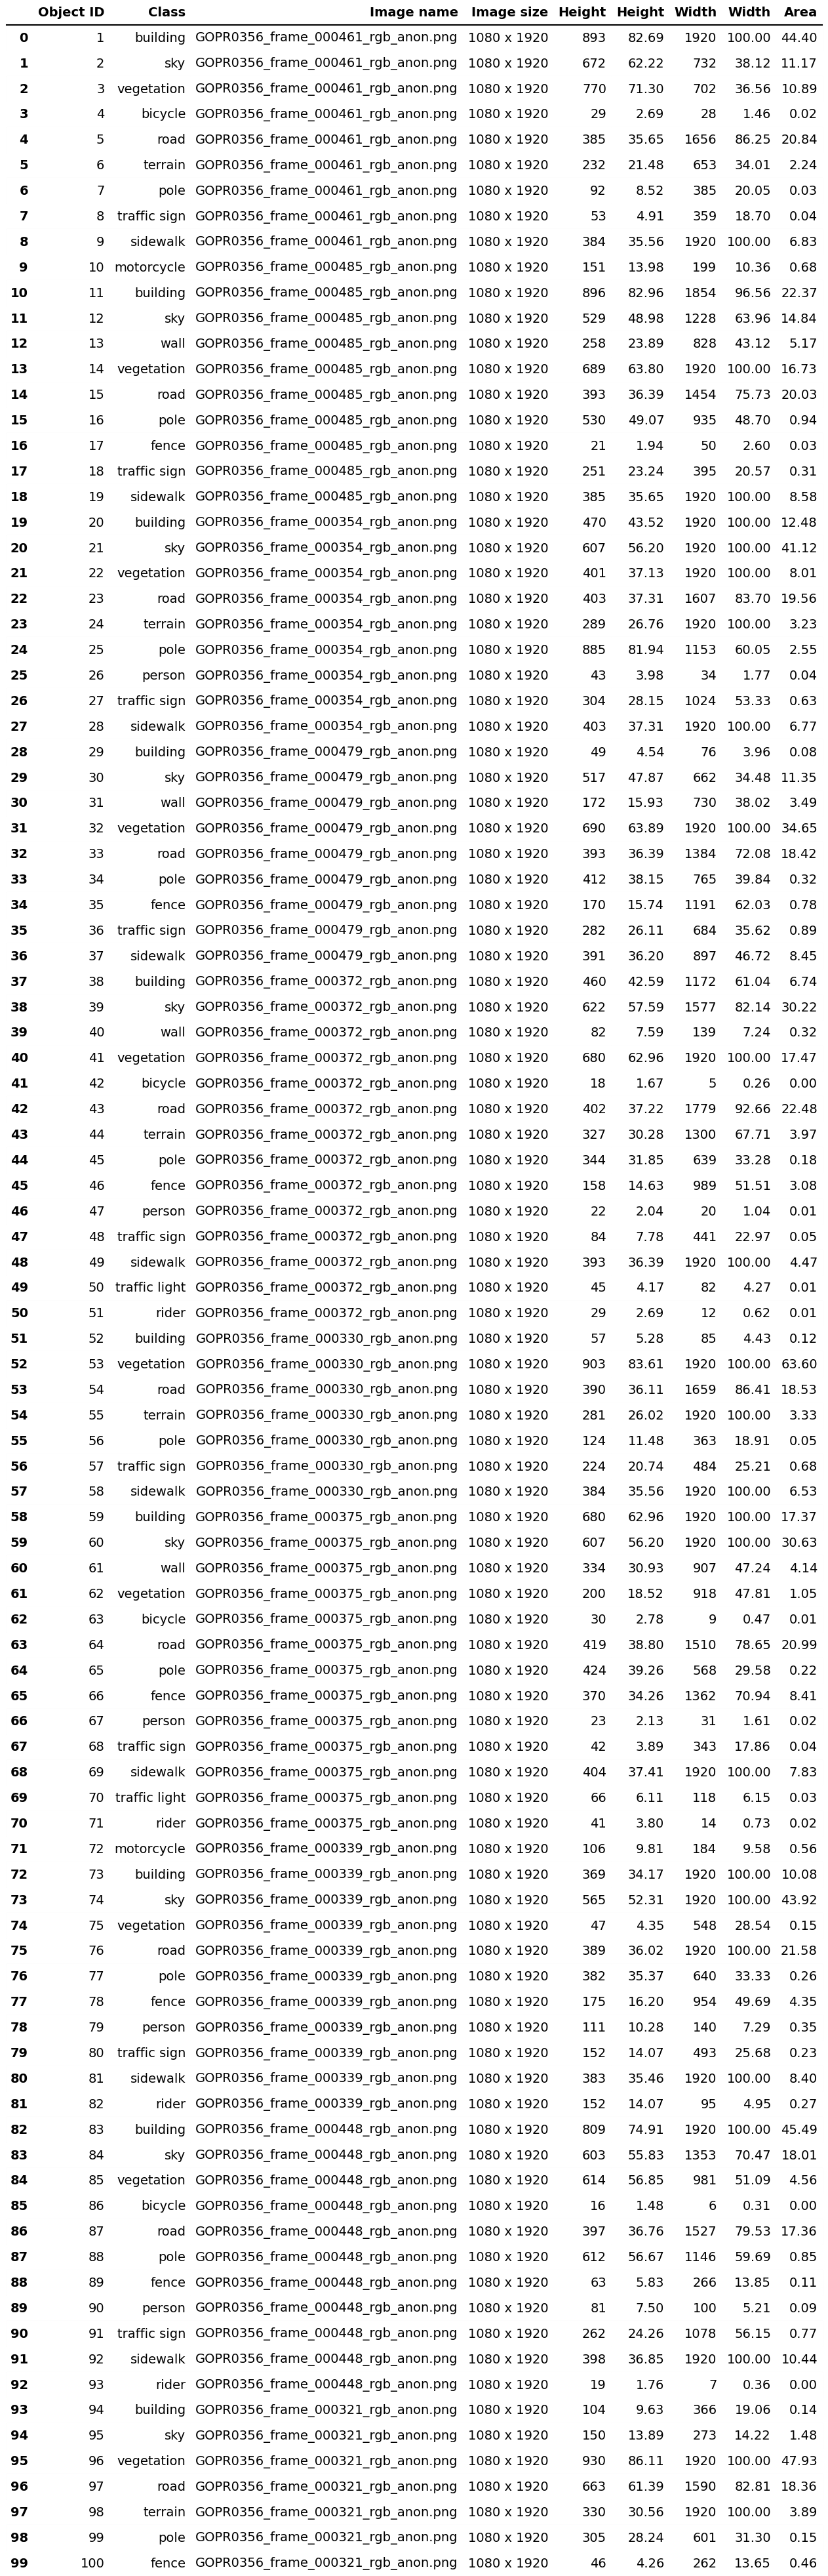 Object ID Class Image name Image size Height Height Width Width Area
0 1 building GOPR0356_frame_000461_rgb_anon.png 1080 x 1920 893 82.69 1920 100.00 44.40
1 2 sky GOPR0356_frame_000461_rgb_anon.png 1080 x 1920 672 62.22 732 38.12 11.17
2 3 vegetation GOPR0356_frame_000461_rgb_anon.png 1080 x 1920 770 71.30 702 36.56 10.89
3 4 bicycle GOPR0356_frame_000461_rgb_anon.png 1080 x 1920 29 2.69 28 1.46 0.02
4 5 road GOPR0356_frame_000461_rgb_anon.png 1080 x 1920 385 35.65 1656 86.25 20.84
5 6 terrain GOPR0356_frame_000461_rgb_anon.png 1080 x 1920 232 21.48 653 34.01 2.24
6 7 pole GOPR0356_frame_000461_rgb_anon.png 1080 x 1920 92 8.52 385 20.05 0.03
7 8 traffic sign GOPR0356_frame_000461_rgb_anon.png 1080 x 1920 53 4.91 359 18.70 0.04
8 9 sidewalk GOPR0356_frame_000461_rgb_anon.png 1080 x 1920 384 35.56 1920 100.00 6.83
9 10 motorcycle GOPR0356_frame_000485_rgb_anon.png 1080 x 1920 151 13.98 199 10.36 0.68
10 11 building GOPR0356_frame_000485_rgb_anon.png 1080 x 1920 896 82.96 1854 96.56 22.37
11 12 sky GOPR0356_frame_000485_rgb_anon.png 1080 x 1920 529 48.98 1228 63.96 14.84
12 13 wall GOPR0356_frame_000485_rgb_anon.png 1080 x 1920 258 23.89 828 43.12 5.17
13 14 vegetation GOPR0356_frame_000485_rgb_anon.png 1080 x 1920 689 63.80 1920 100.00 16.73
14 15 road GOPR0356_frame_000485_rgb_anon.png 1080 x 1920 393 36.39 1454 75.73 20.03
15 16 pole GOPR0356_frame_000485_rgb_anon.png 1080 x 1920 530 49.07 935 48.70 0.94
16 17 fence GOPR0356_frame_000485_rgb_anon.png 1080 x 1920 21 1.94 50 2.60 0.03
17 18 traffic sign GOPR0356_frame_000485_rgb_anon.png 1080 x 1920 251 23.24 395 20.57 0.31
18 19 sidewalk GOPR0356_frame_000485_rgb_anon.png 1080 x 1920 385 35.65 1920 100.00 8.58
19 20 building GOPR0356_frame_000354_rgb_anon.png 1080 x 1920 470 43.52 1920 100.00 12.48
20 21 sky GOPR0356_frame_000354_rgb_anon.png 1080 x 1920 607 56.20 1920 100.00 41.12
21 22 vegetation GOPR0356_frame_000354_rgb_anon.png 1080 x 1920 401 37.13 1920 100.00 8.01
22 23 road GOPR0356_frame_000354_rgb_anon.png 1080 x 1920 403 37.31 1607 83.70 19.56
23 24 terrain GOPR0356_frame_000354_rgb_anon.png 1080 x 1920 289 26.76 1920 100.00 3.23
24 25 pole GOPR0356_frame_000354_rgb_anon.png 1080 x 1920 885 81.94 1153 60.05 2.55
25 26 person GOPR0356_frame_000354_rgb_anon.png 1080 x 1920 43 3.98 34 1.77 0.04
26 27 traffic sign GOPR0356_frame_000354_rgb_anon.png 1080 x 1920 304 28.15 1024 53.33 0.63
27 28 sidewalk GOPR0356_frame_000354_rgb_anon.png 1080 x 1920 403 37.31 1920 100.00 6.77
28 29 building GOPR0356_frame_000479_rgb_anon.png 1080 x 1920 49 4.54 76 3.96 0.08
29 30 sky GOPR0356_frame_000479_rgb_anon.png 1080 x 1920 517 47.87 662 34.48 11.35
30 31 wall GOPR0356_frame_000479_rgb_anon.png 1080 x 1920 172 15.93 730 38.02 3.49
31 32 vegetation GOPR0356_frame_000479_rgb_anon.png 1080 x 1920 690 63.89 1920 100.00 34.65
32 33 road GOPR0356_frame_000479_rgb_anon.png 1080 x 1920 393 36.39 1384 72.08 18.42
33 34 pole GOPR0356_frame_000479_rgb_anon.png 1080 x 1920 412 38.15 765 39.84 0.32
34 35 fence GOPR0356_frame_000479_rgb_anon.png 1080 x 1920 170 15.74 1191 62.03 0.78
35 36 traffic sign GOPR0356_frame_000479_rgb_anon.png 1080 x 1920 282 26.11 684 35.62 0.89
36 37 sidewalk GOPR0356_frame_000479_rgb_anon.png 1080 x 1920 391 36.20 897 46.72 8.45
37 38 building GOPR0356_frame_000372_rgb_anon.png 1080 x 1920 460 42.59 1172 61.04 6.74
38 39 sky GOPR0356_frame_000372_rgb_anon.png 1080 x 1920 622 57.59 1577 82.14 30.22
39 40 wall GOPR0356_frame_000372_rgb_anon.png 1080 x 1920 82 7.59 139 7.24 0.32
40 41 vegetation GOPR0356_frame_000372_rgb_anon.png 1080 x 1920 680 62.96 1920 100.00 17.47
41 42 bicycle GOPR0356_frame_000372_rgb_anon.png 1080 x 1920 18 1.67 5 0.26 0.00
42 43 road GOPR0356_frame_000372_rgb_anon.png 1080 x 1920 402 37.22 1779 92.66 22.48
43 44 terrain GOPR0356_frame_000372_rgb_anon.png 1080 x 1920 327 30.28 1300 67.71 3.97
44 45 pole GOPR0356_frame_000372_rgb_anon.png 1080 x 1920 344 31.85 639 33.28 0.18
45 46 fence GOPR0356_frame_000372_rgb_anon.png 1080 x 1920 158 14.63 989 51.51 3.08
46 47 person GOPR0356_frame_000372_rgb_anon.png 1080 x 1920 22 2.04 20 1.04 0.01
47 48 traffic sign GOPR0356_frame_000372_rgb_anon.png 1080 x 1920 84 7.78 441 22.97 0.05
48 49 sidewalk GOPR0356_frame_000372_rgb_anon.png 1080 x 1920 393 36.39 1920 100.00 4.47
49 50 traffic light GOPR0356_frame_000372_rgb_anon.png 1080 x 1920 45 4.17 82 4.27 0.01
50 51 rider GOPR0356_frame_000372_rgb_anon.png 1080 x 1920 29 2.69 12 0.62 0.01
51 52 building GOPR0356_frame_000330_rgb_anon.png 1080 x 1920 57 5.28 85 4.43 0.12
52 53 vegetation GOPR0356_frame_000330_rgb_anon.png 1080 x 1920 903 83.61 1920 100.00 63.60
53 54 road GOPR0356_frame_000330_rgb_anon.png 1080 x 1920 390 36.11 1659 86.41 18.53
54 55 terrain GOPR0356_frame_000330_rgb_anon.png 1080 x 1920 281 26.02 1920 100.00 3.33
55 56 pole GOPR0356_frame_000330_rgb_anon.png 1080 x 1920 124 11.48 363 18.91 0.05
56 57 traffic sign GOPR0356_frame_000330_rgb_anon.png 1080 x 1920 224 20.74 484 25.21 0.68
57 58 sidewalk GOPR0356_frame_000330_rgb_anon.png 1080 x 1920 384 35.56 1920 100.00 6.53
58 59 building GOPR0356_frame_000375_rgb_anon.png 1080 x 1920 680 62.96 1920 100.00 17.37
59 60 sky GOPR0356_frame_000375_rgb_anon.png 1080 x 1920 607 56.20 1920 100.00 30.63
60 61 wall GOPR0356_frame_000375_rgb_anon.png 1080 x 1920 334 30.93 907 47.24 4.14
61 62 vegetation GOPR0356_frame_000375_rgb_anon.png 1080 x 1920 200 18.52 918 47.81 1.05
62 63 bicycle GOPR0356_frame_000375_rgb_anon.png 1080 x 1920 30 2.78 9 0.47 0.01
63 64 road GOPR0356_frame_000375_rgb_anon.png 1080 x 1920 419 38.80 1510 78.65 20.99
64 65 pole GOPR0356_frame_000375_rgb_anon.png 1080 x 1920 424 39.26 568 29.58 0.22
65 66 fence GOPR0356_frame_000375_rgb_anon.png 1080 x 1920 370 34.26 1362 70.94 8.41
66 67 person GOPR0356_frame_000375_rgb_anon.png 1080 x 1920 23 2.13 31 1.61 0.02
67 68 traffic sign GOPR0356_frame_000375_rgb_anon.png 1080 x 1920 42 3.89 343 17.86 0.04
68 69 sidewalk GOPR0356_frame_000375_rgb_anon.png 1080 x 1920 404 37.41 1920 100.00 7.83
69 70 traffic light GOPR0356_frame_000375_rgb_anon.png 1080 x 1920 66 6.11 118 6.15 0.03
70 71 rider GOPR0356_frame_000375_rgb_anon.png 1080 x 1920 41 3.80 14 0.73 0.02
71 72 motorcycle GOPR0356_frame_000339_rgb_anon.png 1080 x 1920 106 9.81 184 9.58 0.56
72 73 building GOPR0356_frame_000339_rgb_anon.png 1080 x 1920 369 34.17 1920 100.00 10.08
73 74 sky GOPR0356_frame_000339_rgb_anon.png 1080 x 1920 565 52.31 1920 100.00 43.92
74 75 vegetation GOPR0356_frame_000339_rgb_anon.png 1080 x 1920 47 4.35 548 28.54 0.15
75 76 road GOPR0356_frame_000339_rgb_anon.png 1080 x 1920 389 36.02 1920 100.00 21.58
76 77 pole GOPR0356_frame_000339_rgb_anon.png 1080 x 1920 382 35.37 640 33.33 0.26
77 78 fence GOPR0356_frame_000339_rgb_anon.png 1080 x 1920 175 16.20 954 49.69 4.35
78 79 person GOPR0356_frame_000339_rgb_anon.png 1080 x 1920 111 10.28 140 7.29 0.35
79 80 traffic sign GOPR0356_frame_000339_rgb_anon.png 1080 x 1920 152 14.07 493 25.68 0.23
80 81 sidewalk GOPR0356_frame_000339_rgb_anon.png 1080 x 1920 383 35.46 1920 100.00 8.40
81 82 rider GOPR0356_frame_000339_rgb_anon.png 1080 x 1920 152 14.07 95 4.95 0.27
82 83 building GOPR0356_frame_000448_rgb_anon.png 1080 x 1920 809 74.91 1920 100.00 45.49
83 84 sky GOPR0356_frame_000448_rgb_anon.png 1080 x 1920 603 55.83 1353 70.47 18.01
84 85 vegetation GOPR0356_frame_000448_rgb_anon.png 1080 x 1920 614 56.85 981 51.09 4.56
85 86 bicycle GOPR0356_frame_000448_rgb_anon.png 1080 x 1920 16 1.48 6 0.31 0.00
86 87 road GOPR0356_frame_000448_rgb_anon.png 1080 x 1920 397 36.76 1527 79.53 17.36
87 88 pole GOPR0356_frame_000448_rgb_anon.png 1080 x 1920 612 56.67 1146 59.69 0.85
88 89 fence GOPR0356_frame_000448_rgb_anon.png 1080 x 1920 63 5.83 266 13.85 0.11
89 90 person GOPR0356_frame_000448_rgb_anon.png 1080 x 1920 81 7.50 100 5.21 0.09
90 91 traffic sign GOPR0356_frame_000448_rgb_anon.png 1080 x 1920 262 24.26 1078 56.15 0.77
91 92 sidewalk GOPR0356_frame_000448_rgb_anon.png 1080 x 1920 398 36.85 1920 100.00 10.44
92 93 rider GOPR0356_frame_000448_rgb_anon.png 1080 x 1920 19 1.76 7 0.36 0.00
93 94 building GOPR0356_frame_000321_rgb_anon.png 1080 x 1920 104 9.63 366 19.06 0.14
94 95 sky GOPR0356_frame_000321_rgb_anon.png 1080 x 1920 150 13.89 273 14.22 1.48
95 96 vegetation GOPR0356_frame_000321_rgb_anon.png 1080 x 1920 930 86.11 1920 100.00 47.93
96 97 road GOPR0356_frame_000321_rgb_anon.png 1080 x 1920 663 61.39 1590 82.81 18.36
97 98 terrain GOPR0356_frame_000321_rgb_anon.png 1080 x 1920 330 30.56 1920 100.00 3.89
98 99 pole GOPR0356_frame_000321_rgb_anon.png 1080 x 1920 305 28.24 601 31.30 0.15
99 100 fence GOPR0356_frame_000321_rgb_anon.png 1080 x 1920 46 4.26 262 13.65 0.46